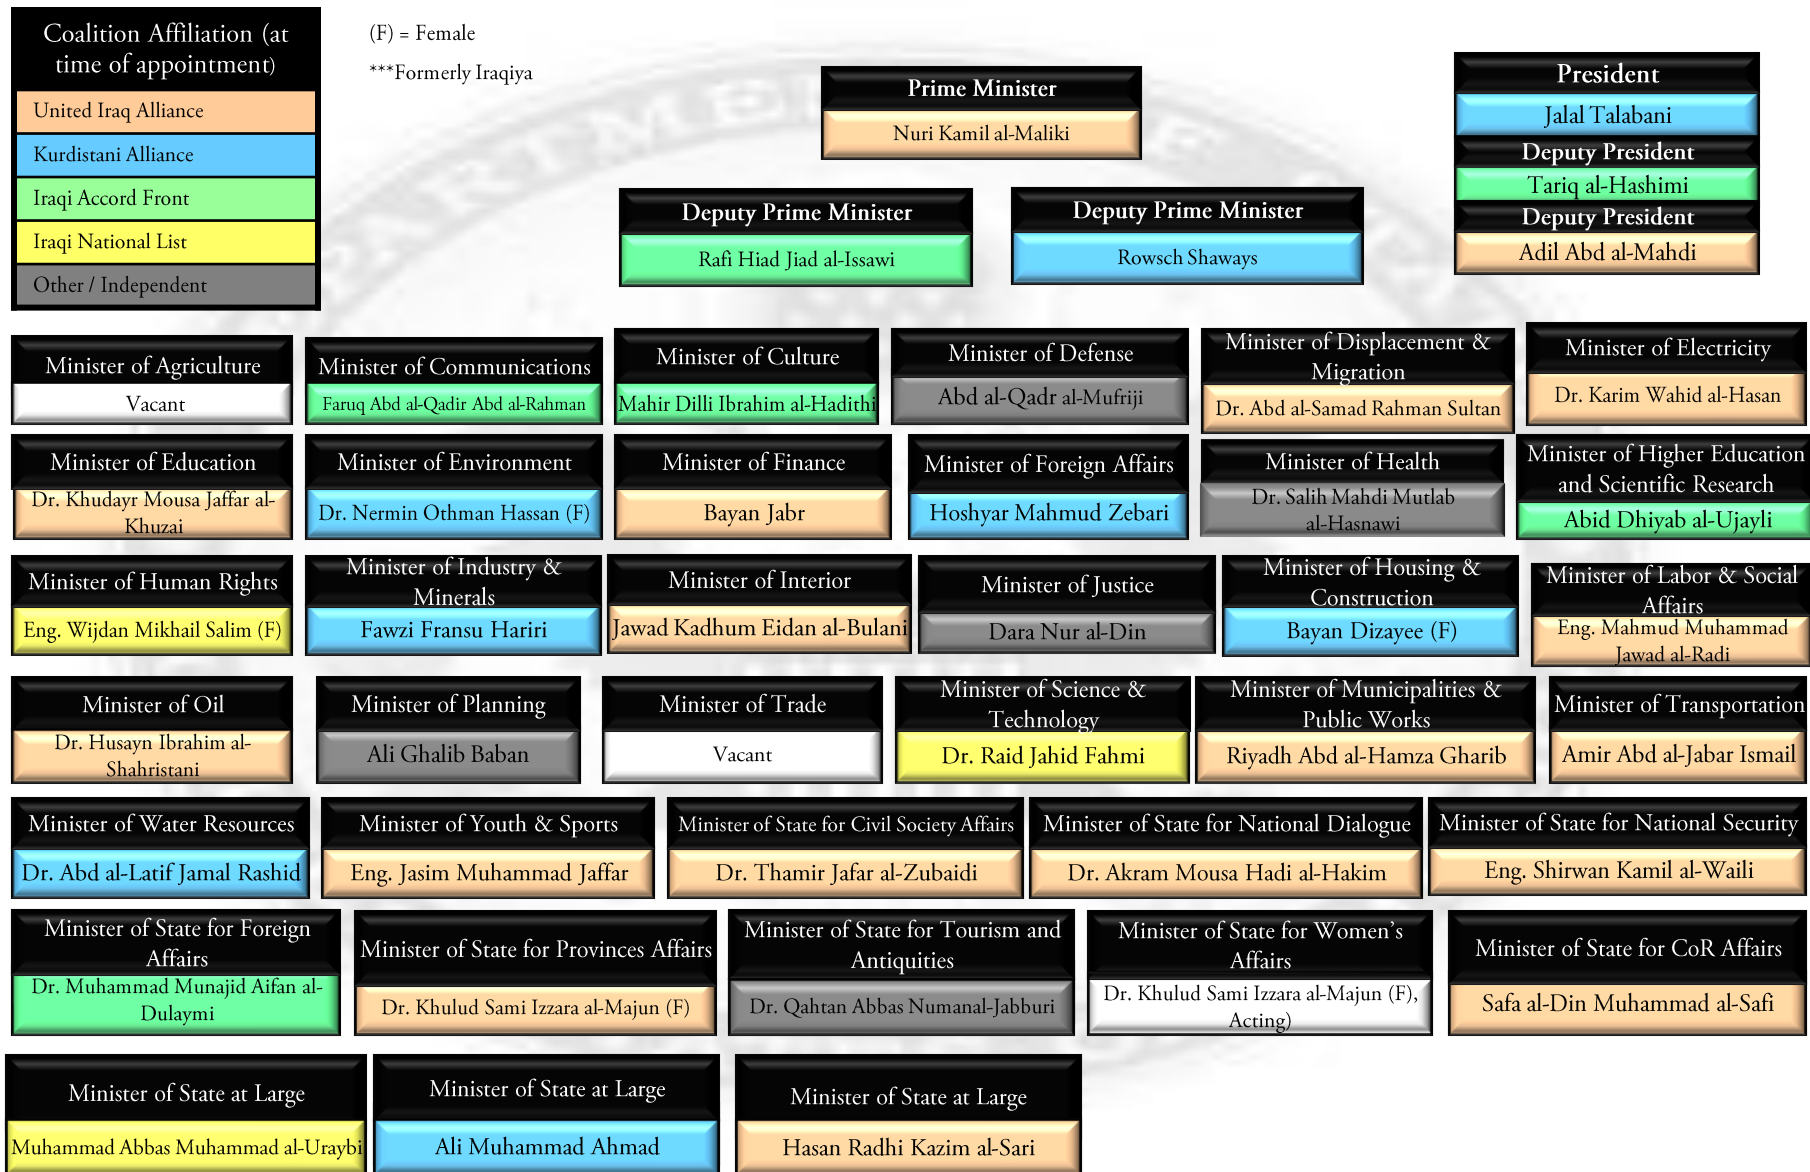 Coalition Affiliation (at
time of appointment)
United Iraq Alliance
Kurdistani Alliance
Iraqi Accord Front
Iraqi National List
Other / Independent
(F) = Female
***Formerly Iraqiya
Prime Minister
Nuri Kamil al-Maliki
President
Jalal Talabani
Deputy President
Tariq al-Hashimi
Deputy President
Adil Abd al-Mahdi
Deputy Prime Minister
Rafi Hiad Jiad al-Issawi
Deputy Prime Minister
Rowsch Shaways
Minister of Agriculture
Vacant
Minister of Communications
Faruq Abd al-Qadir Abd al-Rahman
Minister of Culture
Mahir Dilli Ibrahim al-Hadithi
Minister of Defense
Abd al-Qadr al-Mufriji
Minister of Displacement &
Migration
Dr. Abd al-Samad Rahman Sultan
Minister of Electricity
Dr. Karim Wahid al-Hasan
Minister of Education
Dr. Khudayr Mousa Jaffar al-
Khuzai
Minister of Environment
Dr. Nermin Othman Hassan (F)
Minister of Finance
Bayan Jabr
Minister of Foreign Affairs
Hoshyar Mahmud Zebari
Minister of Health
Dr. Salih Mahdi Mutlab
al-Hasnawi
Minister of Higher Education
and Scientific Research
Abid Dhiyab al-Ujayli
Minister of Human Rights
Eng. Wijdan Mikhail Salim (F)
Minister of Industry &
Minerals
Fawzi Fransu Hariri
Minister of Interior
Jawad Kadhum Eidan al-Bulani
Minister of Justice
Dara Nur al-Din
Minister of Housing &
Construction
Bayan Dizayee (F)
Minister of Labor & Social
Affairs
Eng. Mahmud Muhammad
Jawad al-Radi
Minister of Oil
Dr. Husayn Ibrahim al-
Shahristani
Minister of Planning
Ali Ghalib Baban
Minister of Trade
Vacant
Minister of Science &
Technology
Dr. Raid Jahid Fahmi
Minister of Municipalities &
Public Works
Riyadh Abd al-Hamza Gharib
Minister of Transportation
Amir Abd al-Jabar Ismail
Minister of Water Resources
Dr. Abd al-Latif Jamal Rashid
Minister of Youth & Sports
Eng. Jasim Muhammad Jaffar
Minister of State for Civil Society Affairs
Dr. Thamir Jafar al-Zubaidi
Minister of State for National Dialogue
Dr. Akram Mousa Hadi al-Hakim
Minister of State for National Security
Eng. Shirwan Kamil al-Waili
Minister of State for Foreign
Affairs
Dr. Muhammad Munajid Aifan al-
Dulaymi
Minister of State for Provinces Affairs
Dr. Khulud Sami Izzara al-Majun (F)
Minister of State for Tourism and
Antiquities
Dr. Qahtan Abbas Numanal-Jabburi
Minister of State for Women's
Affairs
Dr. Khulud Sami Izzara al-Majun (F),
Acting)
Minister of State for CoR Affairs
Safa al-Din Muhammad al-Safi
Minister of State at Large
Muhammad Abbas Muhammad al-Uraybi
Minister of State at Large
Ali Muhammad Ahmad
Minister of State at Large
Hasan Radhi Kazim al-Sari